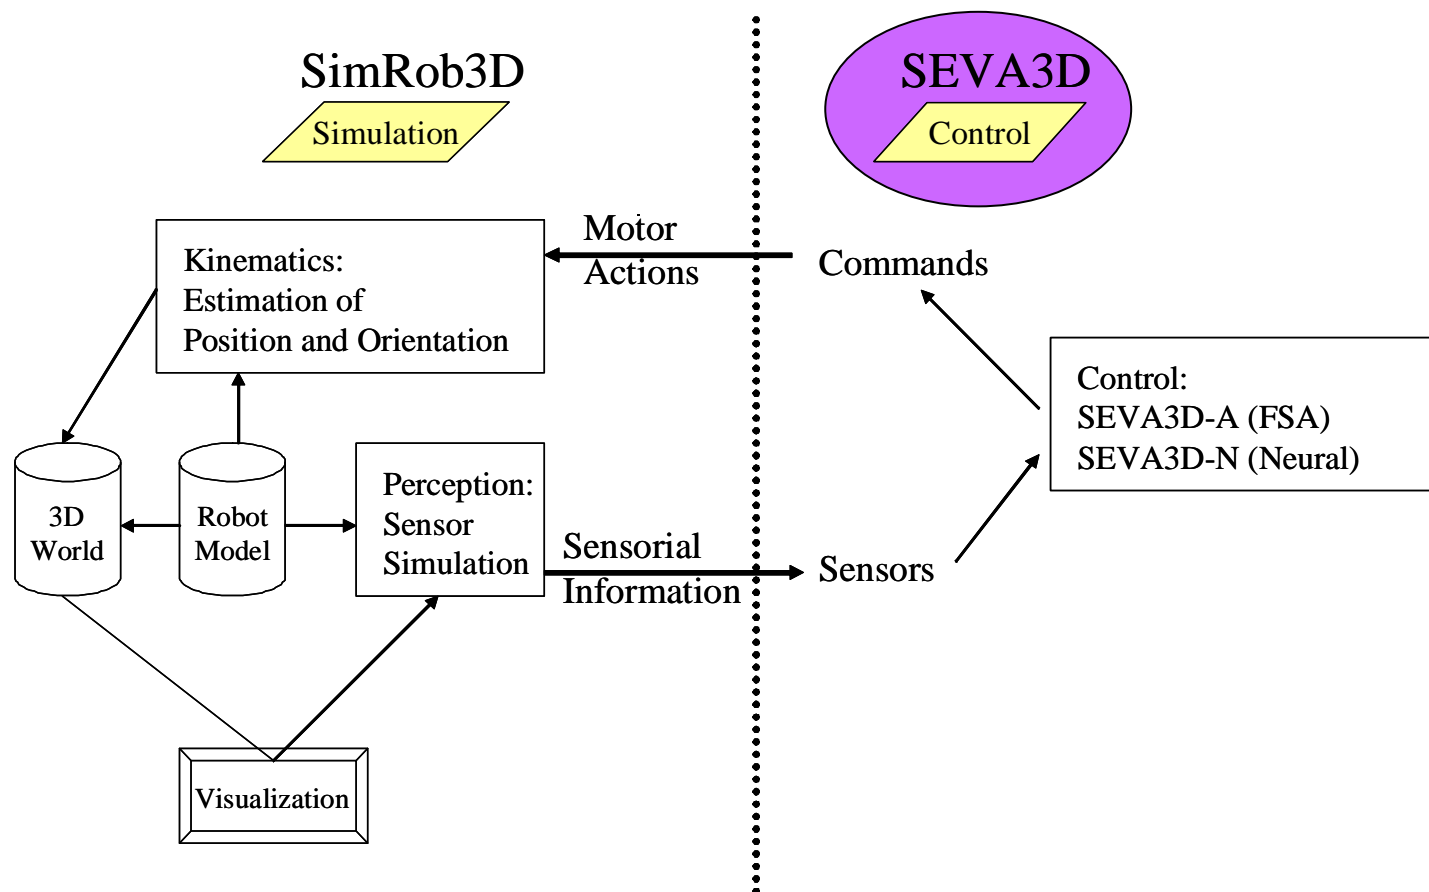 SimRob3D
Simulation
SEVA3D
Control
Motor
Actions
Commands
Kinematics:
Estimation of
Position and Orientation
Control:
SEVA3D-A (FSA)
SEVA3D-N (Neural)
3D
World
Robot
Model
Perception:
Sensor
Simulation
Sensorial
Information
Sensors
Visualization